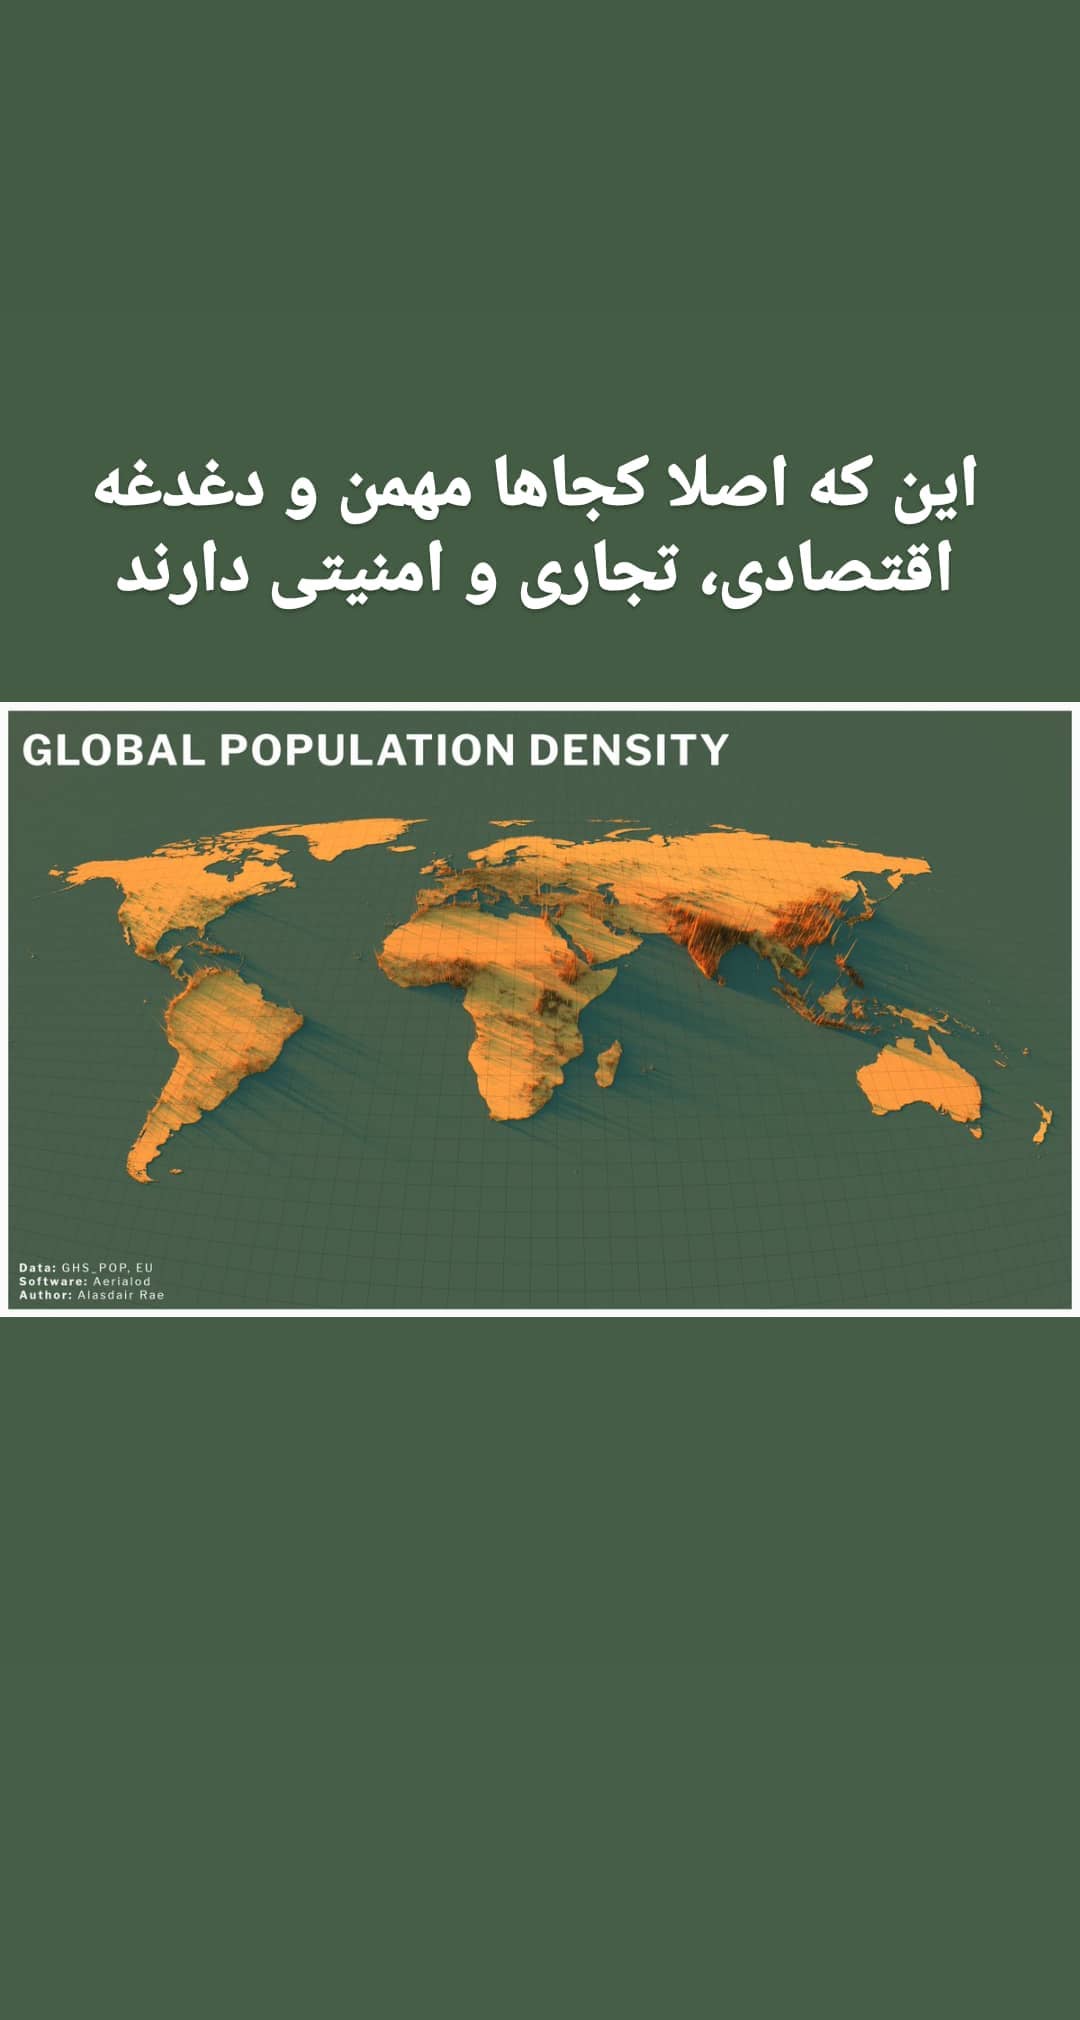 این که اصلا کجاها مهمن و دغدغه
اقتصادی، تجاری و امنیتی دارند
GLOBAL POPULATION DENSITY
Data: GHS_POP, EU
Software: Aerialod
Author: Alasdair Rae